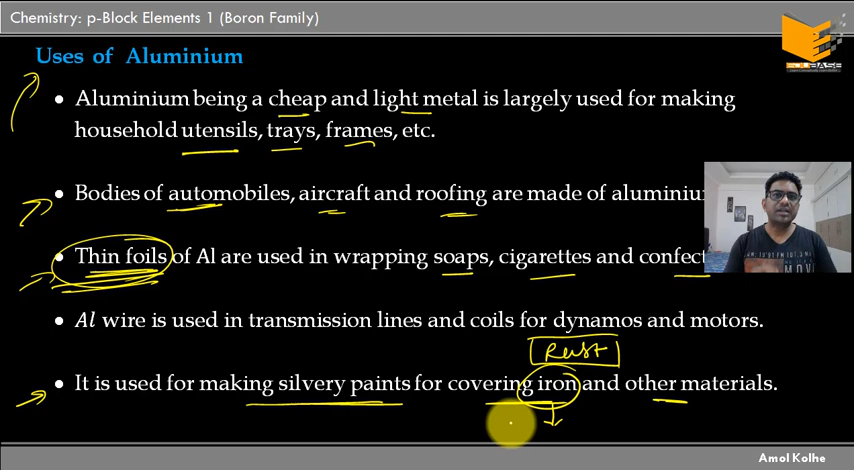 Chemistry: p-Block Elements 1 (Boron Family)
EDUBASE
Uses of Aluminium
• Aluminium being a cheap and light metal is largely used for making
household utensils, trays, frames, etc.
• Bodies of automobiles, aircraft and roofing are made of aluminiu
• Thin foils of Al are used in wrapping soaps, cigarettes and confect
• Al wire is used in transmission lines and coils for dynamos and motors.
Rust
• It is used for making silvery paints for covering iron and other materials.
Amol Kolhe